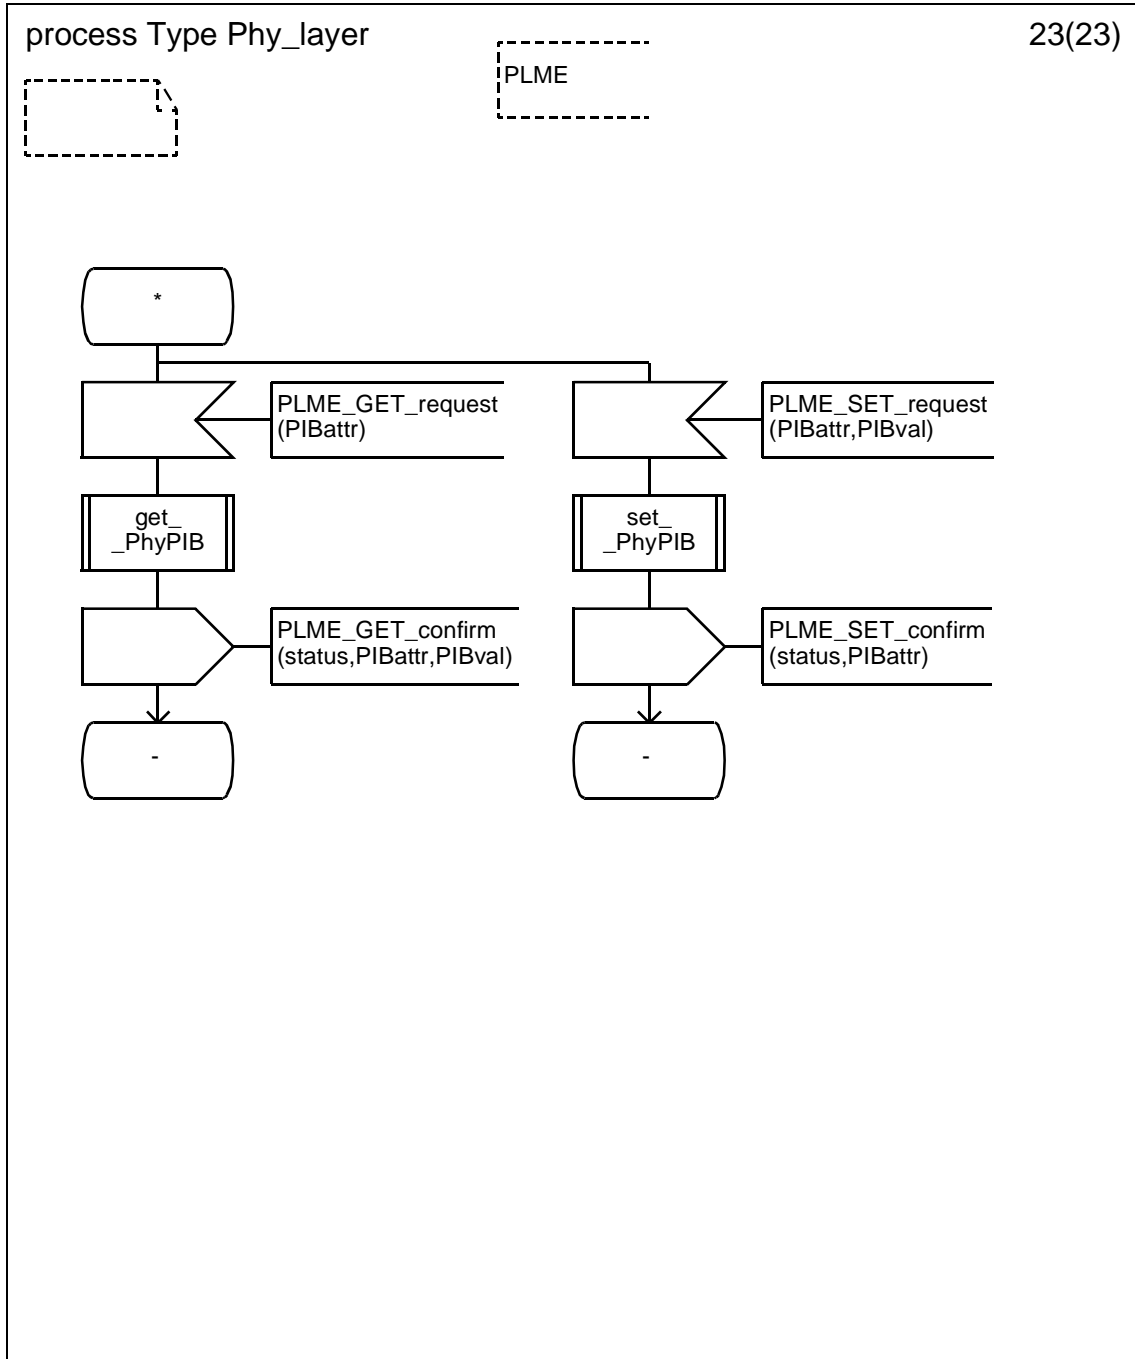 process Type Phy_layer
23(23)
PLME
*
PLME_GET_request
(PIBattr)
PLME_SET_request
(PIBattr,PIBval)
get_
_PhyPIB
set_
_PhyPIB
PLME_GET_confirm
(status,PIBattr,PIBval)
PLME_SET_confirm
(status,PIBattr)
-
-